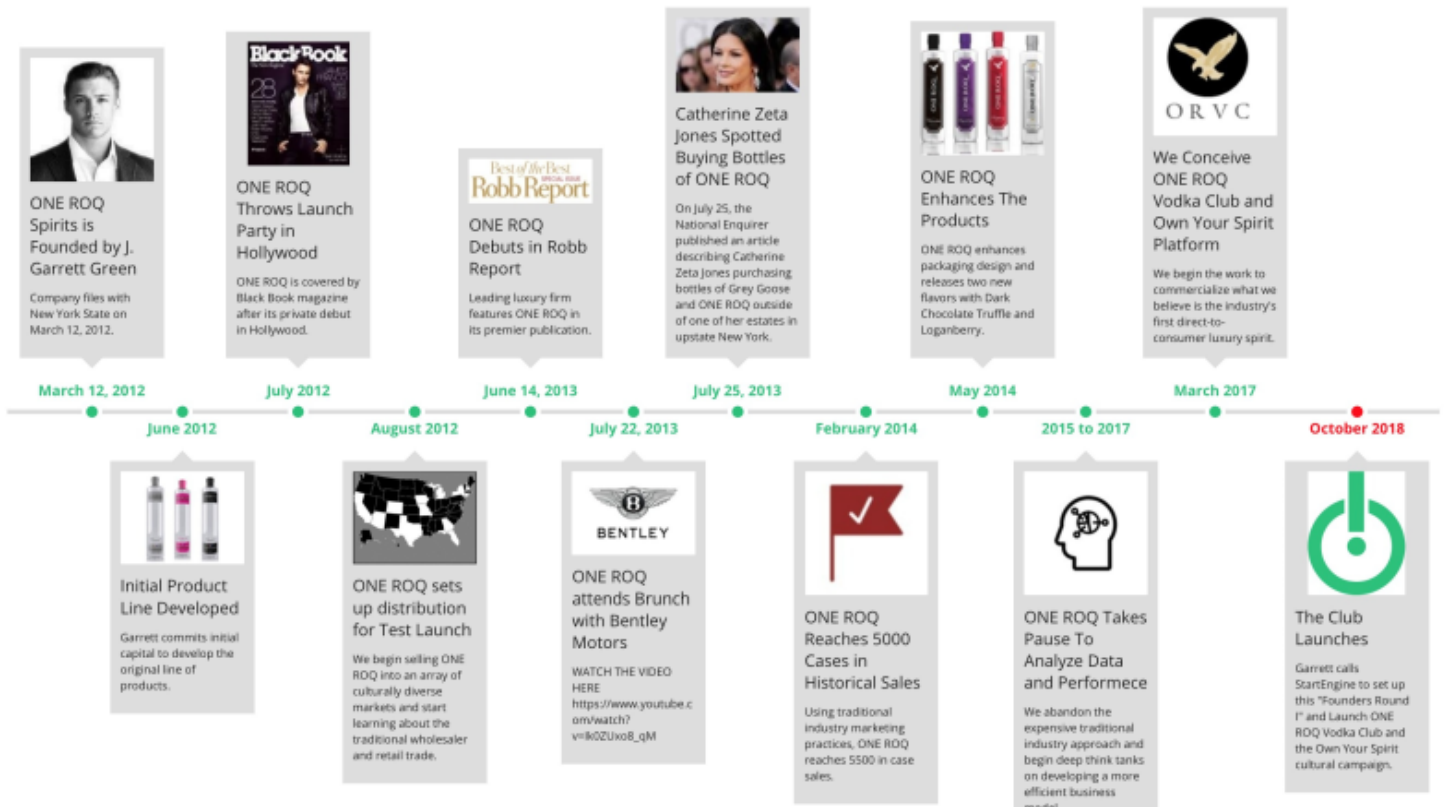 ONE ROQ
Spirits is
Founded by J.
Garrett Green
Company files with
New York State on
March 12, 2012.
March 12, 2012
June 2012
Initial Product
Line Developed
Garrett commits initial
capital to develop the
original line of
products.
BlackBook
28
ONE ROQ
Throws Launch
Party in
Hollywood
ONE ROQ is covered by
Black Book magazine
after its private debut
in Hollywood.
July 2012
August 2012
ONE ROQ sets
up distribution
for Test Launch
We begin selling ONE
ROQ into an array of
culturally diverse
markets and start
learning about the
traditional wholesaler
and retail trade.
Best of the Best
SPECIAL ISSUE
Robb Report
ONE ROQ
Debuts in Robb
Report
Leading luxury firm
features ONE ROQ in
its premier publication.
June 14, 2013
July 22, 2013
B
BENTLEY
ONE ROQ
attends Brunch
with Bentley
Motors
WATCH THE VIDEO
HERE
https://www.youtube.c
om/watch?
Catherine Zeta
Jones Spotted
Buying Bottles
of ONE ROQ
On July 25, the
National Enquirer
published an article
describing Catherine
Zeta Jones purchasing
bottles of Grey Goose
and ONE ROQ outside
of one of her estates in
upstate New York.
July 25, 2013
February 2014
ONE ROQ
Reaches 5000
Cases in
Historical Sales
Using traditional
industry marketing
practices, ONE ROQ
reaches 5500 in case
sales.
ONE ROQ
ONE ROQ
ONE ROQ
ONE ROQ
ONE ROQ
Enhances The
Products
ONE ROQ enhances
packaging design and
releases two new
flavors with Dark
Chocolate Truffle and
Loganberry.
May 2014
2015 to 2017
ONE ROQ Takes
Pause To
Analyze Data
and Performece
We abandon the
expensive traditional
industry approach and
begin deep think tanks
on developing a more
efficient business
ORVC
We Conceive
ONE ROQ
Vodka Club and
Own Your Spirit
Platform
We begin the work to
commercialize what we
believe is the industry's
first direct-to-
consumer luxury spirit.
March 2017
October 2018
The Club
Launches
Garrett calls
StartEngine to set up
this "Founders Round
I" and Launch ONE
ROQ Vodka Club and
the Own Your Spirit
cultural campaign.